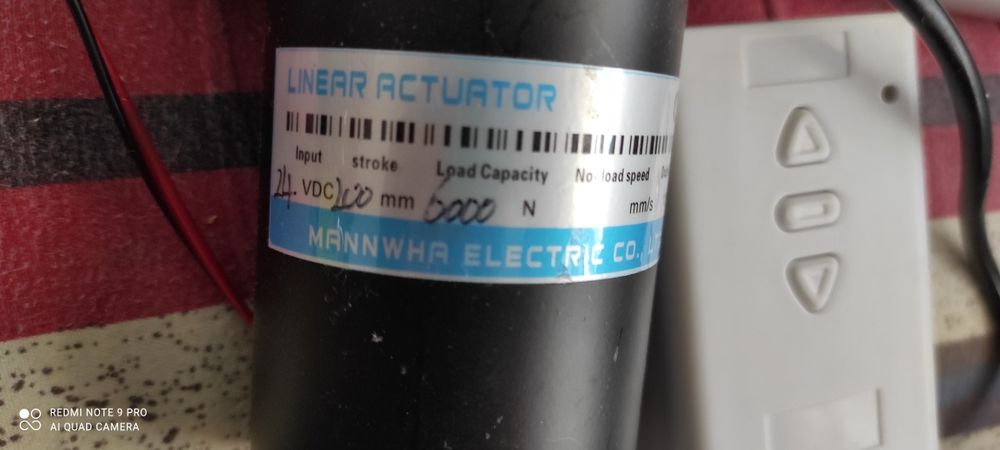 LINEAR ACTUATOR
Input stroke Load Capacity No-load speed
24. VDC 200 mm 6000 N mm/s
MANNWHA ELECTRIC CO.,
REDMI NOTE 9 PRO
AI QUAD CAMERA